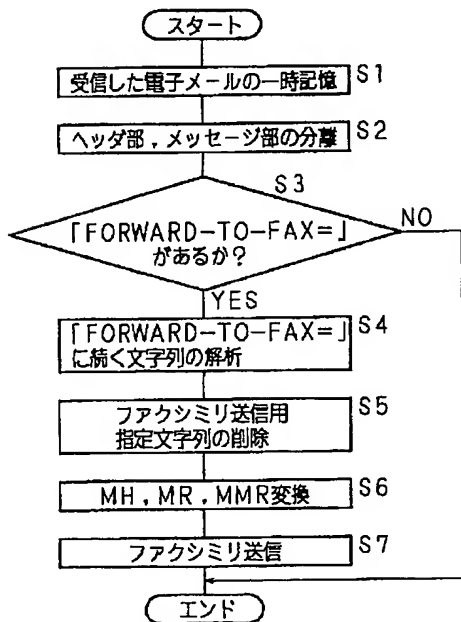 スタート
受信した電子メールの一時記憶 S1
ヘッダ部,メッセージ部の分離 S2
S3
「FORWARD-TO-FAX=」
があるか?
NO
YES
「FORWARD-TO-FAX=」 S4
に続く文字列の解析
ファクシミリ送信用 S5
指定文字列の削除
MH,MR,MMR変換 S6
ファクシミリ送信 S7
エンド